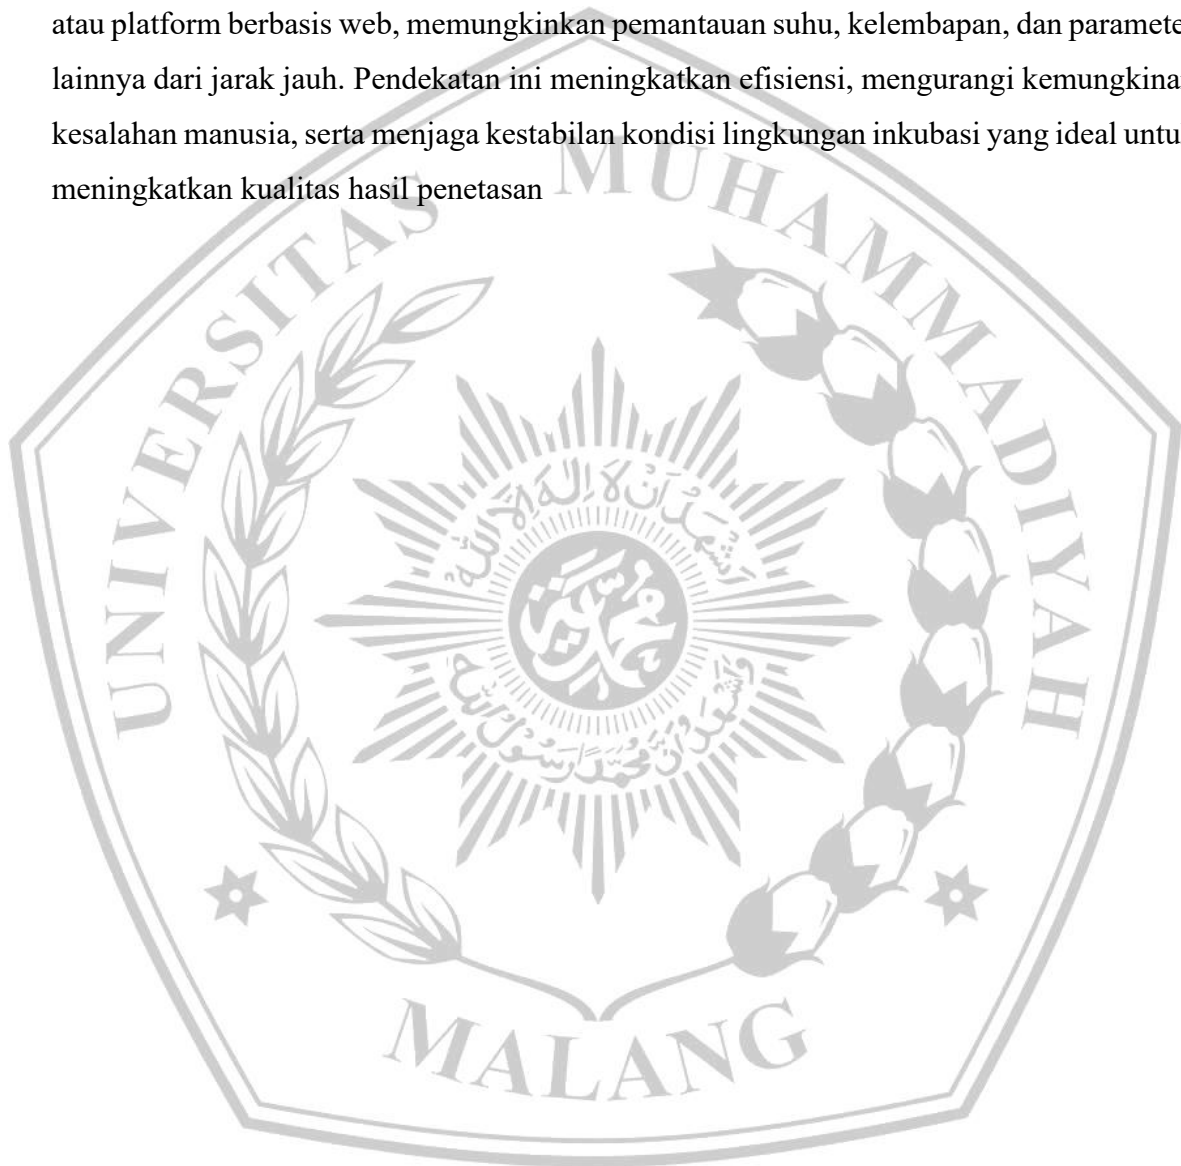 atau platform berbasis web, memungkinkan pemantauan suhu, kelembapan, dan paramete
lainnya dari jarak jauh. Pendekatan ini meningkatkan efisiensi, mengurangi kemungkina
kesalahan manusia, serta menjaga kestabilan kondisi lingkungan inkubasi yang ideal untu
meningkatkan kualitas hasil penetasan
UNIVERSITAS MUHAMMADIYAH
اَشْهَدُ اَنْ لَا اِلٰهَ اِلَّا اللّٰهُ
وَاَشْهَدُ اَنَّ مُحَمَّدًا رَسُوْلُ اللّٰهِ
MALANG